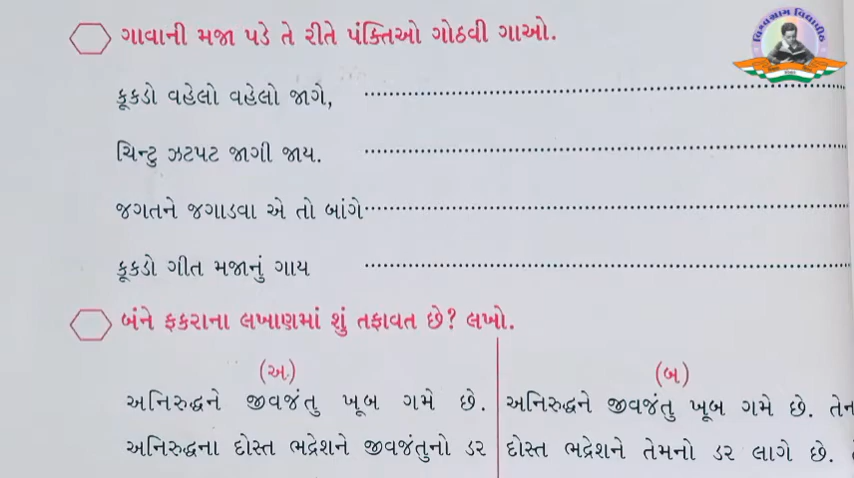 વિશ્વગ્રામ વિદ્યાપીઠ
ગાવાની મજા પડે તે રીતે પંક્તિઓ ગોઠવી ગાઓ.
કૂકડો વહેલો વહેલો જાગે,
ચિન્ટુ ઝટપટ જાગી જાય.
જગતને જગાડવા એ તો બાંગે
કૂકડો ગીત મજાનું ગાય
બંને ફકરાના લખાણમાં શું તફાવત છે? લખો.
(અ.)
અનિરુદ્ધને જીવજંતુ ખૂબ ગમે છે.
અનિરુદ્ધના દોસ્ત ભદ્રેશને જીવજંતુનો ડર
(બ)
અનિરુદ્ધને જીવજંતુ ખૂબ ગમે છે.
દોસ્ત ભદ્રેશને તેમનો ડર લાગે છે.